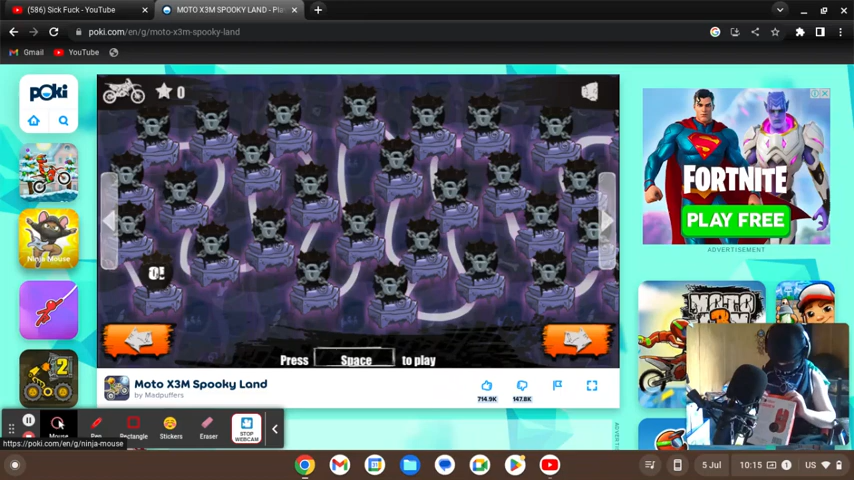 (586) Sick Fuck - YouTube
MOTO X3M SPOOKY LAND - Pla
poki.com/en/g/moto-x3m-spooky-land
Gmail
YouTube
poki
0
FORTNITE
PLAY FREE
ADVERTISEMENT
Ninja Mouse
0!
MOTO
2
Press Space to play
Moto X3M Spooky Land
by Madpuffers
714.9K
147.8K
Mouse
Pen
Rectangle
Stickers
Eraser
STOP
WEBCAM
https://poki.com/en/g/ninja-mouse
5 Jul
10:15
1
US